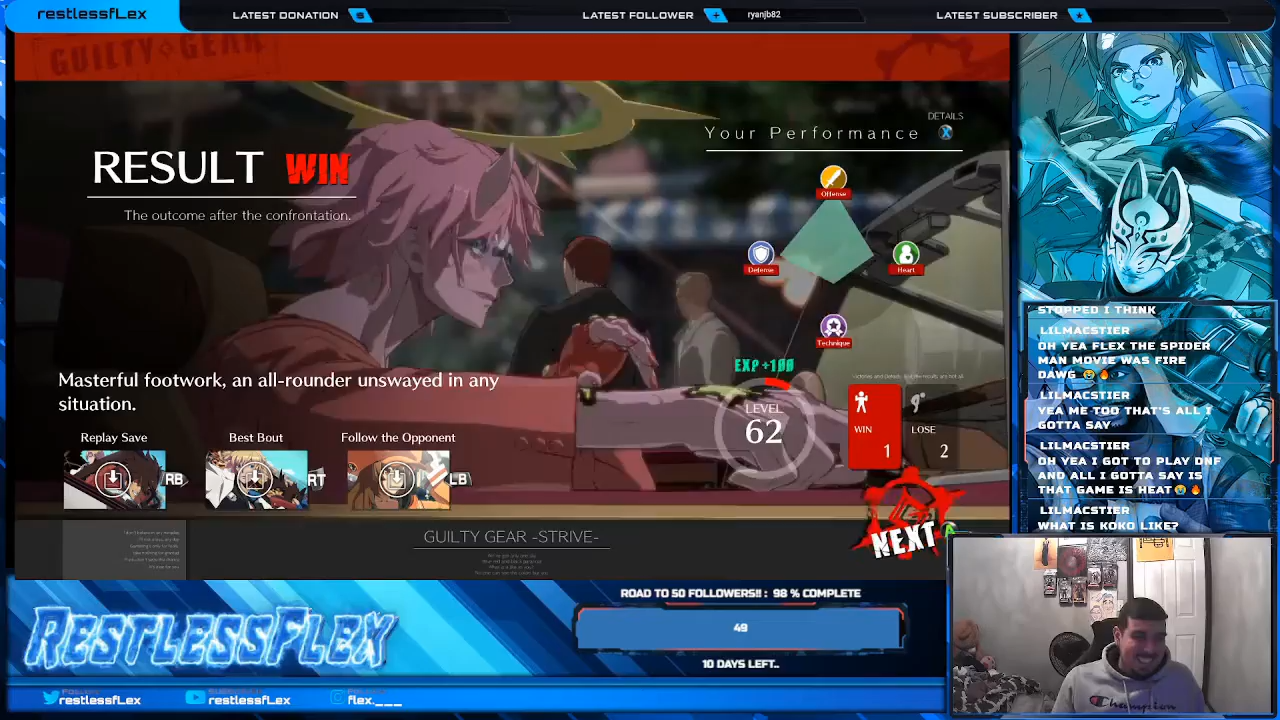 restlessfLex
LATEST DONATION
LATEST FOLLOWER
ryanjb82
LATEST SUBSCRIBER
GUILTY GEAR
RESULT WIN
The outcome after the confrontation.
Your Performance
DETAILS
X
Offense
Defense
Heart
Technique
EXP +100
LEVEL
62
WIN
1
LOSE
2
Masterful footwork, an all-rounder unswayed in any
situation.
Replay Save
RB
Best Bout
RT
Follow the Opponent
LB
NEXT
A
GUILTY GEAR -STRIVE-
STOPPED I THINK
LILMACSTIER
OH YEA FLEX THE SPIDER
MAN MOVIE WAS FIRE
DAWG
LILMACSTIER
YEA ME TOO THAT'S ALL I
GOTTA SAY
LILMACSTIER
OH YEA I GOT TO PLAY DNF
AND ALL I GOTTA SAY IS
THAT GAME IS HEAT
LILMACSTIER
WHAT IS KOKO LIKE?
RESTLESSFLEX
ROAD TO 50 FOLLOWERS!! : 98 % COMPLETE
49
10 DAYS LEFT..
restlessfLex
restlessfLex
flex.___
Champion